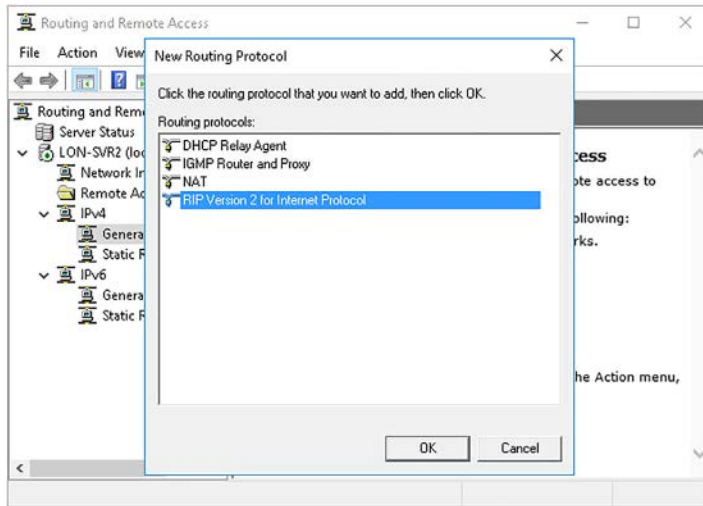 Routing and Remote Access
File Action View
New Routing Protocol
Click the routing protocol that you want to add, then click OK.
Routing protocols:
DHCP Relay Agent
IGMP Router and Proxy
NAT
RIP Version 2 for Internet Protocol
OK Cancel
Routing and Rem
Server Status
LON-SVR2 (loc
Network Ir
Remote Ac
IPv4
Genera
Static R
IPv6
Genera
Static R
cess
ote access to
ollowing:
rks.
he Action menu,